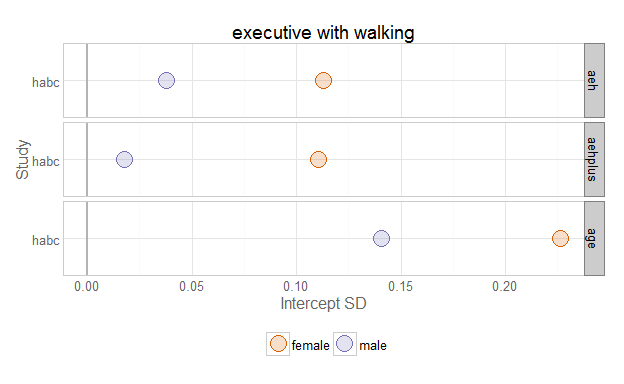 executive with walking
habc
aeh
Study
habc
aehplus
habc
age
0.00 0.05 0.10 0.15 0.20
Intercept SD
female male